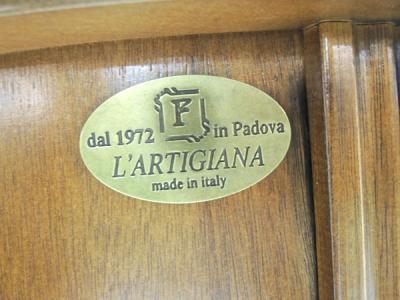 F
dal 1972 in Padova
L'ARTIGIANA
made in italy